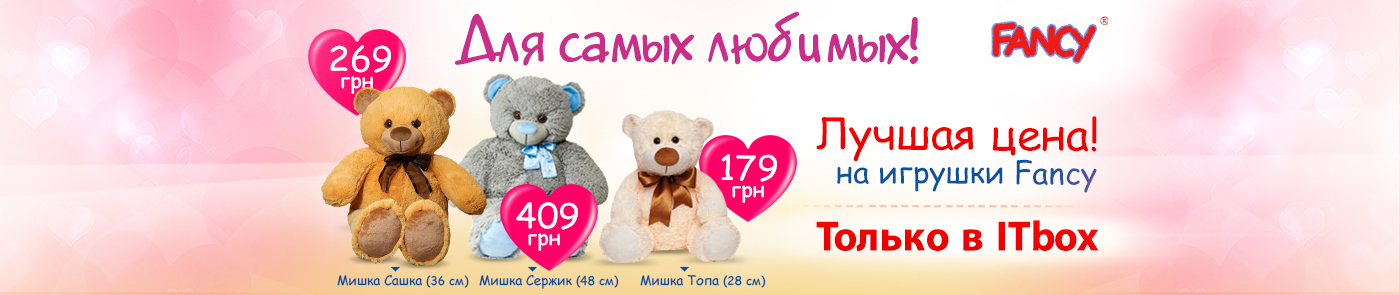 Для самых любимых!
FANCY®
269
грн
409
грн
179
грн
Лучшая цена!
на игрушки Fancy
Только в ITbox
Мишка Сашка (36 см)
Мишка Сержик (48 см)
Мишка Топа (28 см)